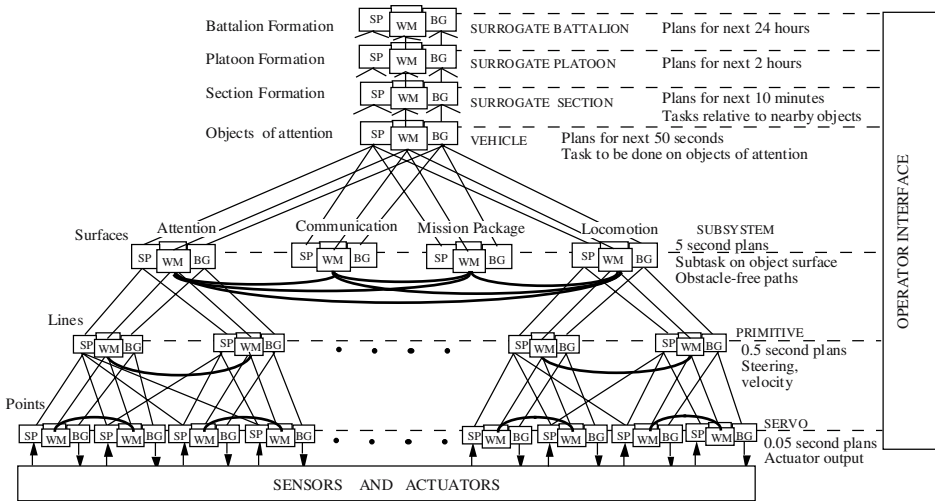 Battalion Formation SP WM BG SURROGATE BATTALION Plans for next 24 hours
Platoon Formation SP WM BG SURROGATE PLATOON Plans for next 2 hours
Section Formation SP WM BG SURROGATE SECTION Plans for next 10 minutes
Tasks relative to nearby objects
Objects of attention SP WM BG VEHICLE Plans for next 50 seconds
Task to be done on objects of attention
OPERATOR INTERFACE
Attention Communication Mission Package Locomotion
Surfaces SP WM BG SP WM BG SP WM BG SP WM BG SUBSYSTEM
5 second plans
Subtask on object surface
Obstacle-free paths
Lines SP WM BG SP WM BG . . . . SP WM BG SP WM BG PRIMITIVE
0.5 second plans
Steering,
velocity
Points SP WM BG SP WM BG SP WM BG SP WM BG . . . . SP WM BG SP WM BG SP WM BG SP WM BG SERVO
0.05 second plans
Actuator output
SENSORS AND ACTUATORS